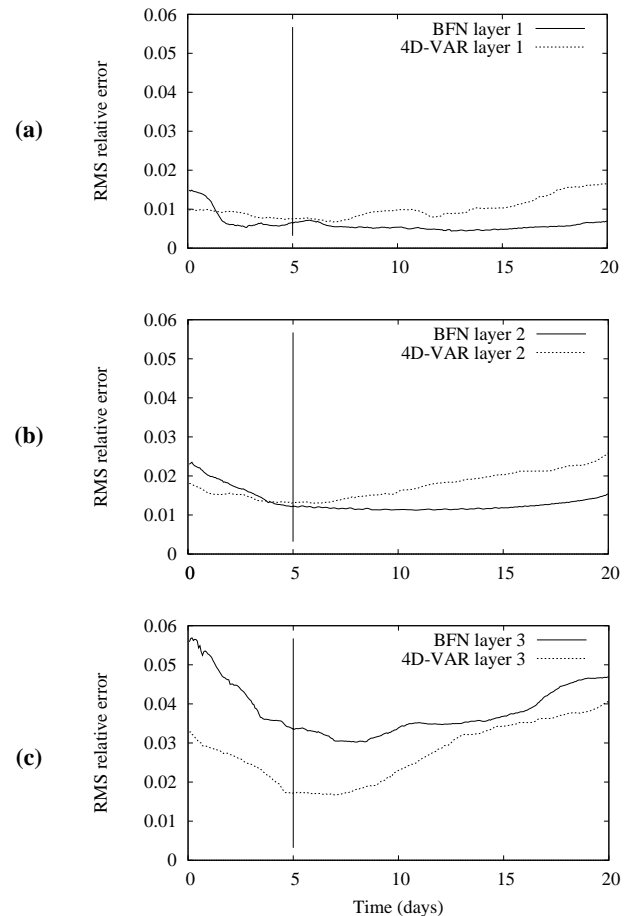 (a)
RMS relative error
0.06
0.05
0.04
0.03
0.02
0.01
0
0 5 10 15 20
BFN layer 1
4D-VAR layer 1
(b)
RMS relative error
0.06
0.05
0.04
0.03
0.02
0.01
0
0 5 10 15 20
BFN layer 2
4D-VAR layer 2
(c)
RMS relative error
0.06
0.05
0.04
0.03
0.02
0.01
0
0 5 10 15 20
BFN layer 3
4D-VAR layer 3
Time (days)